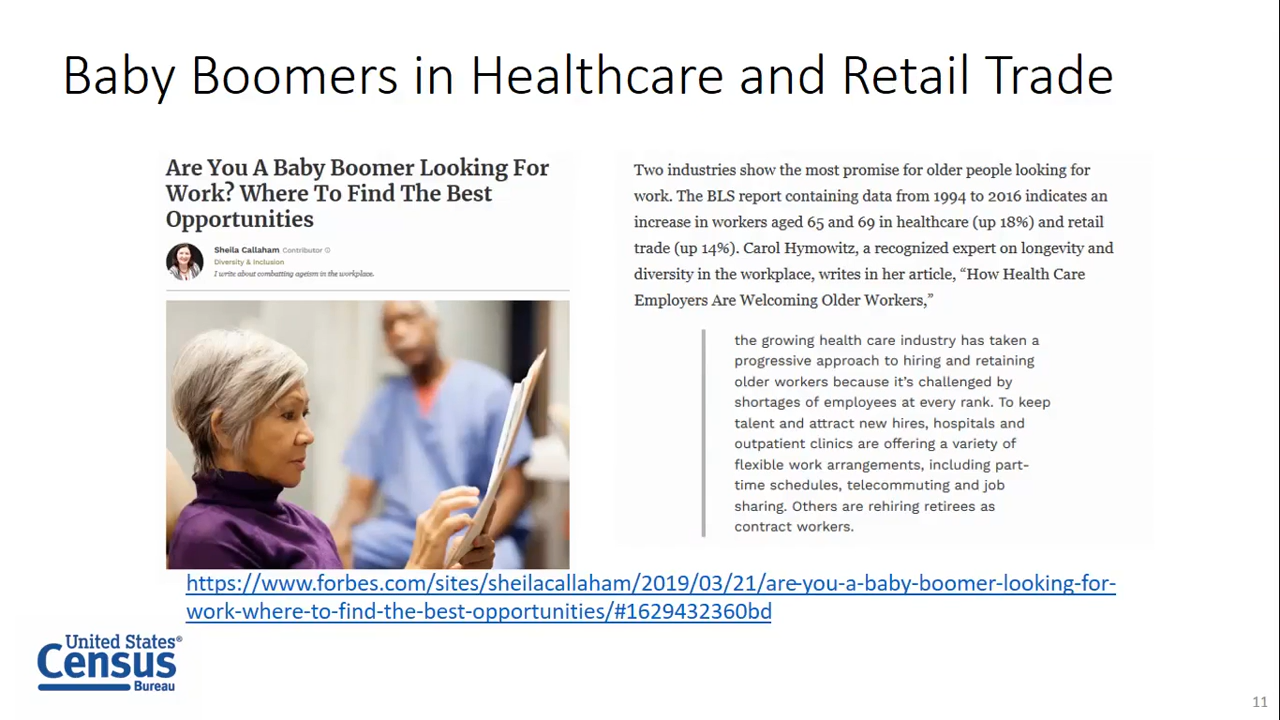 Baby Boomers in Healthcare and Retail Trade
Are You A Baby Boomer Looking For
Work? Where To Find The Best
Opportunities
Sheila Callaham Contributor ⓘ
Diversity & Inclusion
I write about combatting ageism in the workplace.
Two industries show the most promise for older people looking for
work. The BLS report containing data from 1994 to 2016 indicates an
increase in workers aged 65 and 69 in healthcare (up 18%) and retail
trade (up 14%). Carol Hymowitz, a recognized expert on longevity and
diversity in the workplace, writes in her article, “How Health Care
Employers Are Welcoming Older Workers,”
the growing health care industry has taken a
progressive approach to hiring and retaining
older workers because it’s challenged by
shortages of employees at every rank. To keep
talent and attract new hires, hospitals and
outpatient clinics are offering a variety of
flexible work arrangements, including part-
time schedules, telecommuting and job
sharing. Others are rehiring retirees as
contract workers.
https://www.forbes.com/sites/sheilacallaham/2019/03/21/are-you-a-baby-boomer-looking-for-
work-where-to-find-the-best-opportunities/#1629432360bd
United States®
Census
Bureau
11